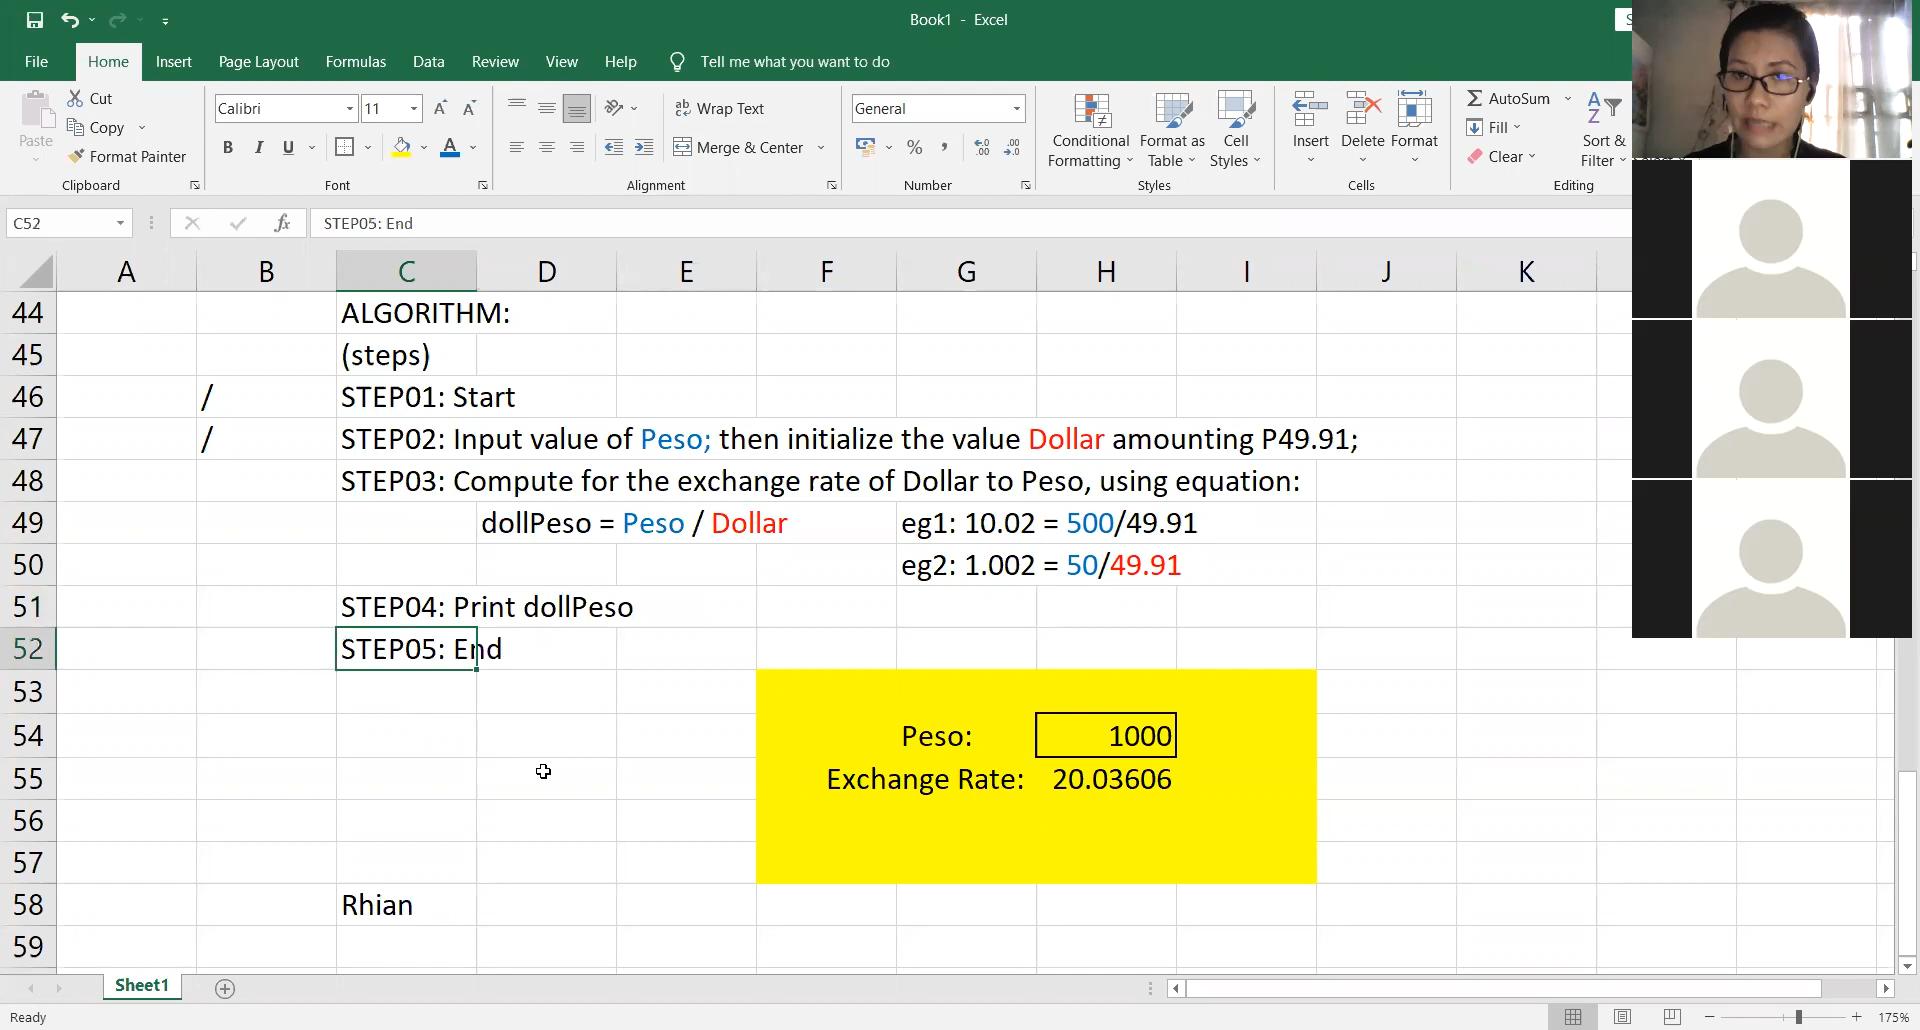 Book1 - Excel
S
File Home Insert Page Layout Formulas Data Review View Help Tell me what you want to do
Paste
Cut
Copy
Format Painter
Clipboard
Calibri 11
B I U
Font
Wrap Text
Merge & Center
Alignment
General
%
Number
Conditional Formatting
Format as Table
Cell Styles
Styles
Insert
Delete
Format
Cells
AutoSum
Fill
Clear
Sort & Filter
Editing
C52
fx
STEP05: End
A B C D E F G H I J K
44 ALGORITHM:
45 (steps)
46 / STEP01: Start
47 / STEP02: Input value of Peso; then initialize the value Dollar amounting P49.91;
48 STEP03: Compute for the exchange rate of Dollar to Peso, using equation:
49 dollPeso = Peso / Dollar eg1: 10.02 = 500/49.91
50 eg2: 1.002 = 50/49.91
51 STEP04: Print dollPeso
52 STEP05: End
53
54 Peso: 1000
55 Exchange Rate: 20.03606
56
57
58 Rhian
59
Sheet1
Ready
175%